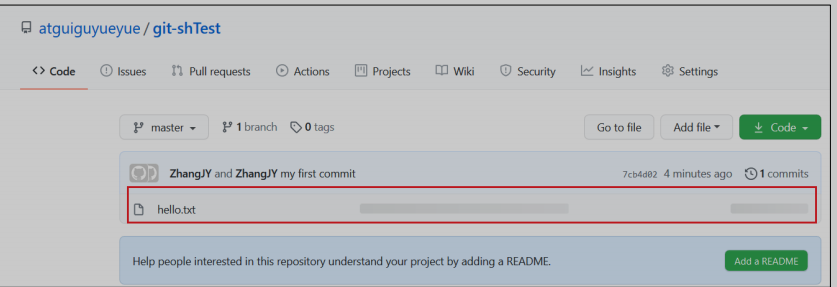 atguiguyueyue / git-shTest
Code Issues Pull requests Actions Projects Wiki Security Insights Settings
master 1 branch 0 tags Go to file Add file Code
ZhangJY and ZhangJY my first commit 7cb4d02 4 minutes ago 1 commits
hello.txt
Help people interested in this repository understand your project by adding a README. Add a README